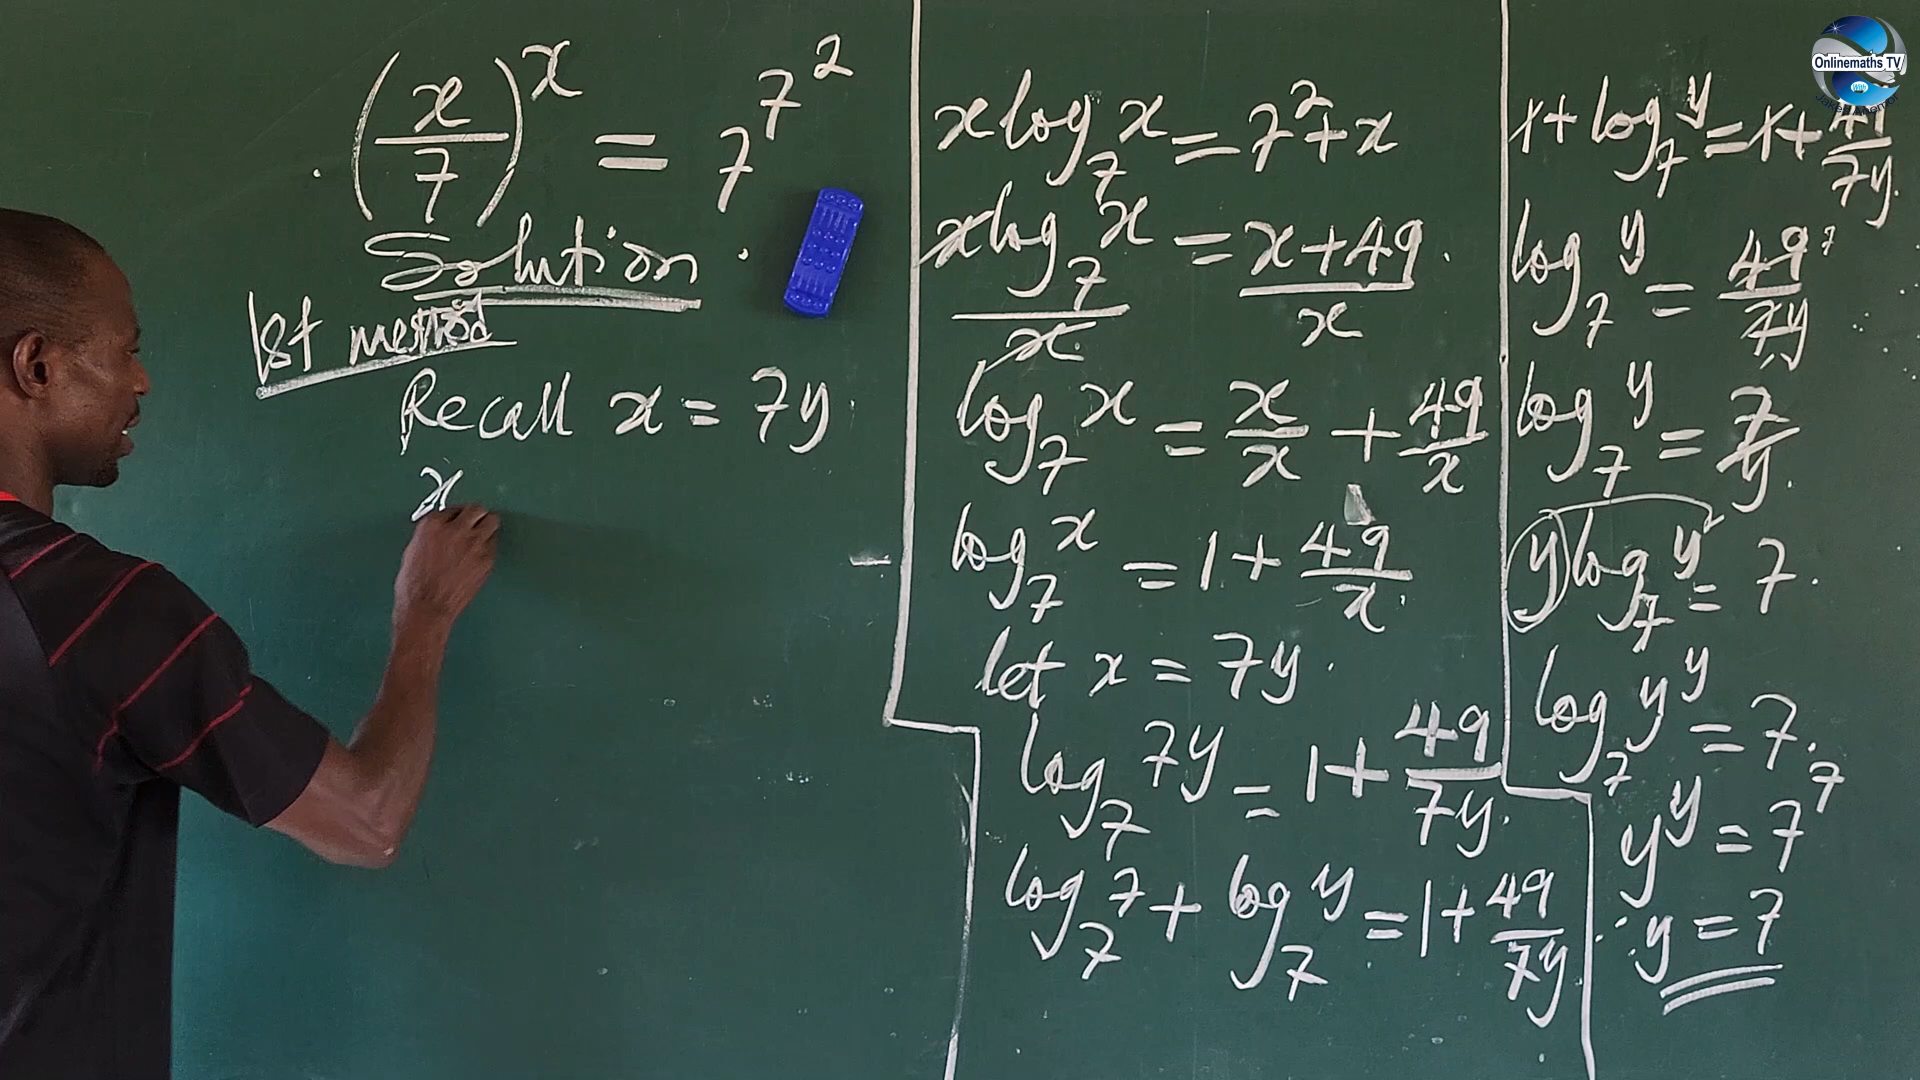 (x/7)^x = 7^7^2
Solution
1st method
Recall x = 7y
x
x log_7 x = 7^2 + x
x log_7 x / x = x + 49 / x
log_7 x = x/x + 49/x
log_7 x = 1 + 49/x
let x = 7y.
log_7 7y = 1 + 49/7y.
log_7 7 + log_7 y = 1 + 49/7y
1 + log_7 y = 1 + 49/7y.
log_7 y = 49 7/7y
log_7 y = 7/y.
y log_7 y = 7.
log_7 y^y = 7.
y^y = 7^7
∴ y = 7
Onlinemaths TV